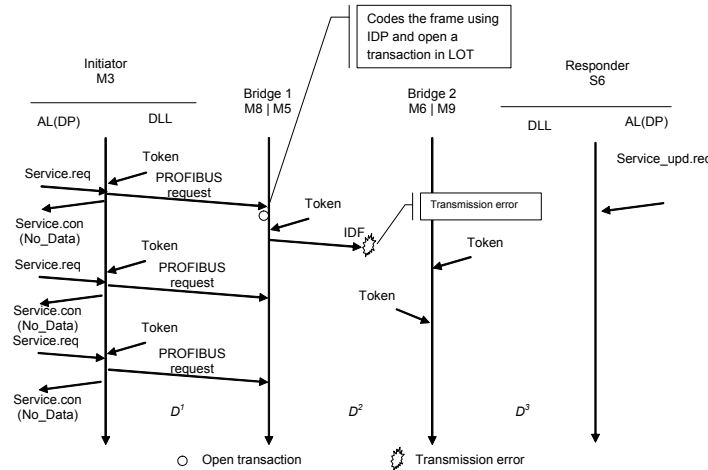 Codes the frame using
IDP and open a
transaction in LOT
Initiator
M3
Bridge 1
M8 | M5
Bridge 2
M6 | M9
Responder
S6
AL(DP)
DLL
DLL
AL(DP)
Service.req
Token
PROFIBUS
request
Service_upd.req
Service.con
(No_Data)
Token
Transmission error
IDF
Service.req
Token
PROFIBUS
request
Token
Service.con
(No_Data)
Token
Service.req
Token
PROFIBUS
request
Service.con
(No_Data)
D1
D2
D3
Open transaction
Transmission error